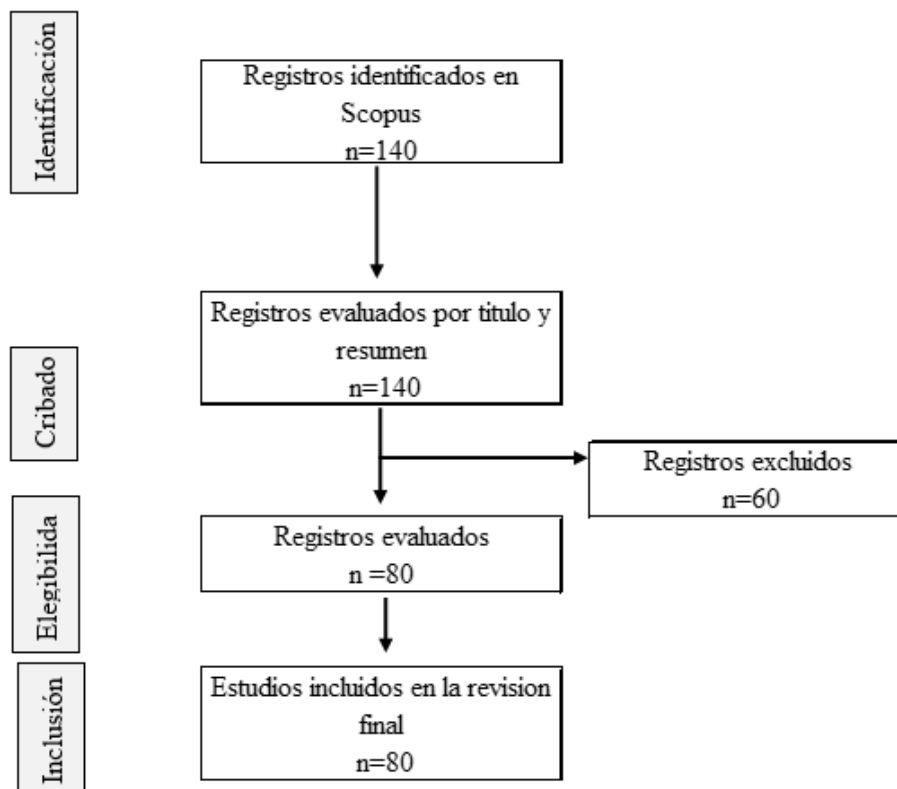 Identificación
Registros identificados en
Scopus
n=140
Registros evaluados por titulo y
resumen
n=140
Cribado
Registros excluidos
n=60
Elegibilida
Registros evaluados
n =80
Inclusión
Estudios incluidos en la revision
final
n=80